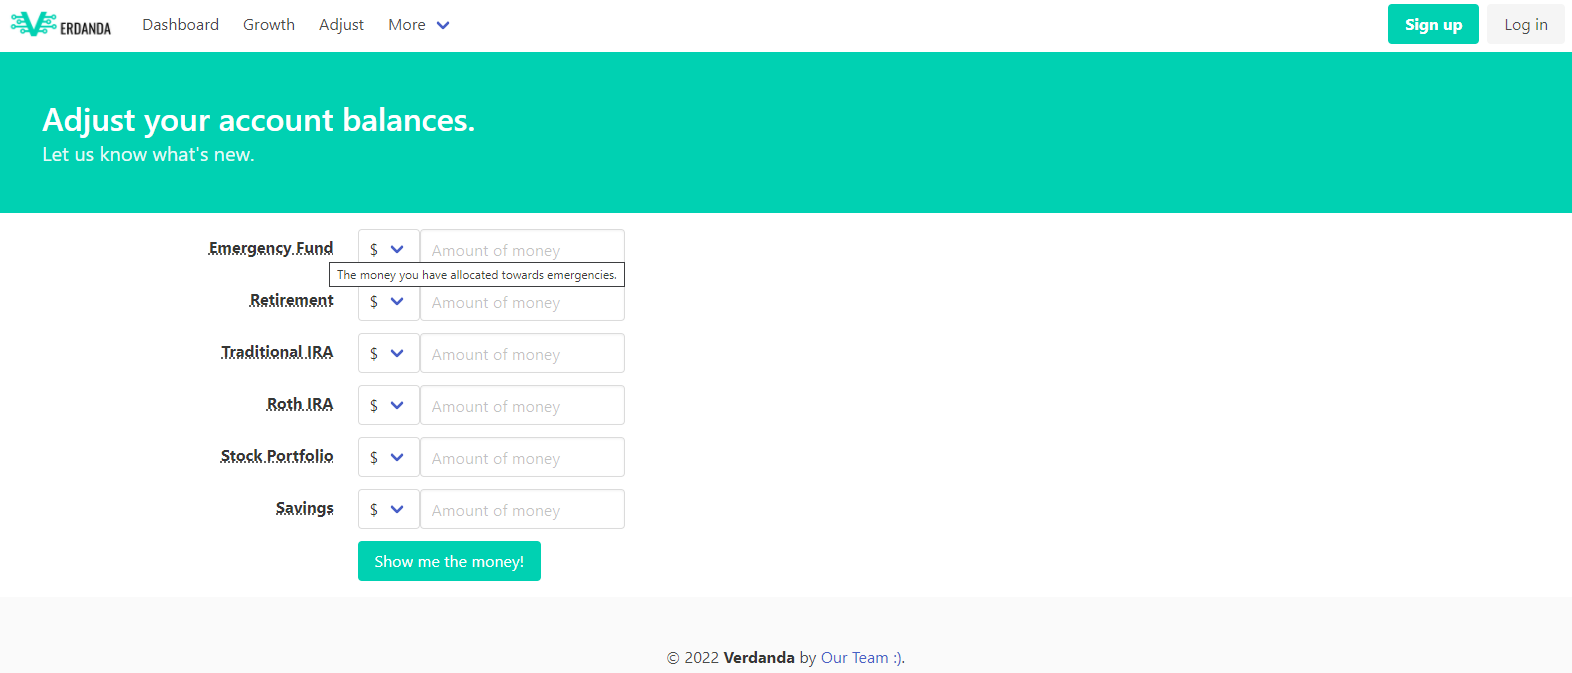 VERDANDA Dashboard Growth Adjust More Sign up Log in
Adjust your account balances.
Let us know what's new.
Emergency Fund $ Amount of money
The money you have allocated towards emergencies.
Retirement $ Amount of money
Traditional IRA $ Amount of money
Roth IRA $ Amount of money
Stock Portfolio $ Amount of money
Savings $ Amount of money
Show me the money!
© 2022 Verdanda by Our Team :).